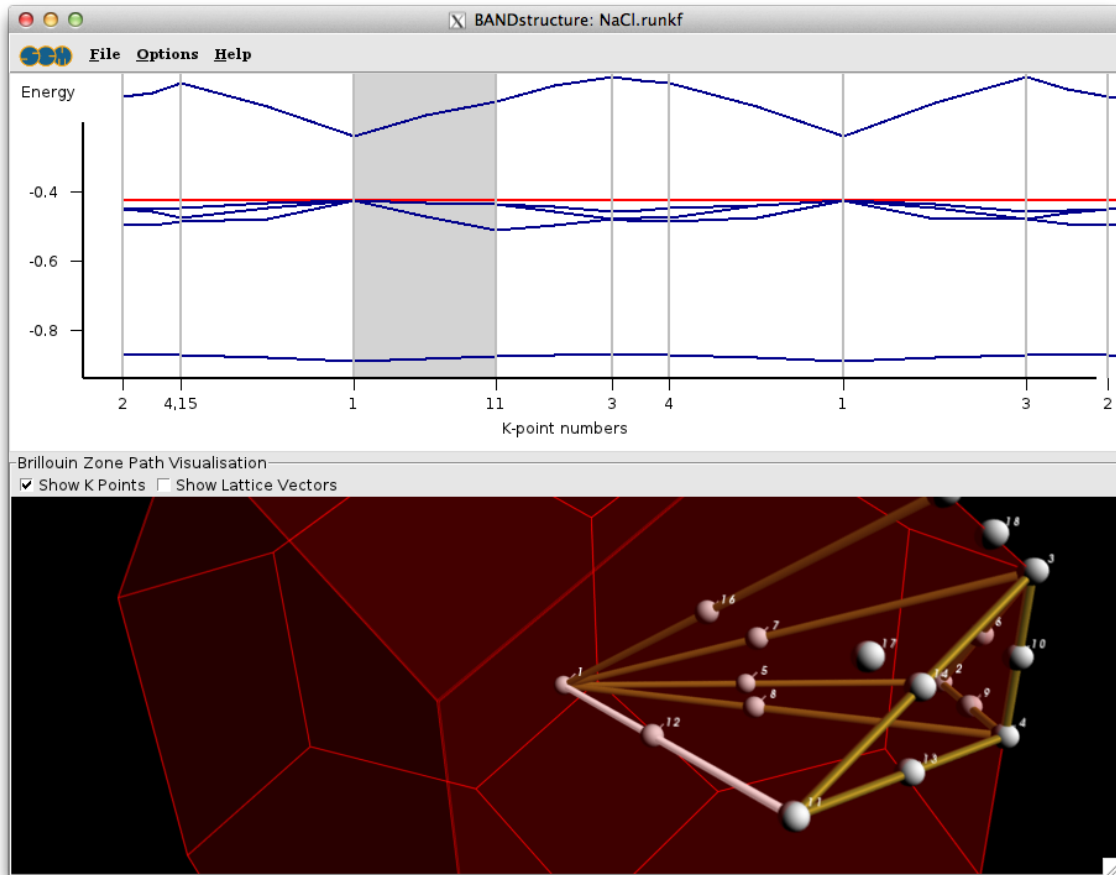 BANDstructure: NaCl.runkf
SCM File Options Help
Energy
-0.4
-0.6
-0.8
2 4,15 1 11 3 4 1 3 2
K-point numbers
Brillouin Zone Path Visualisation
Show K Points Show Lattice Vectors
18
3
16
6
7
17
10
1
5
14
2
8
9
12
4
13
11